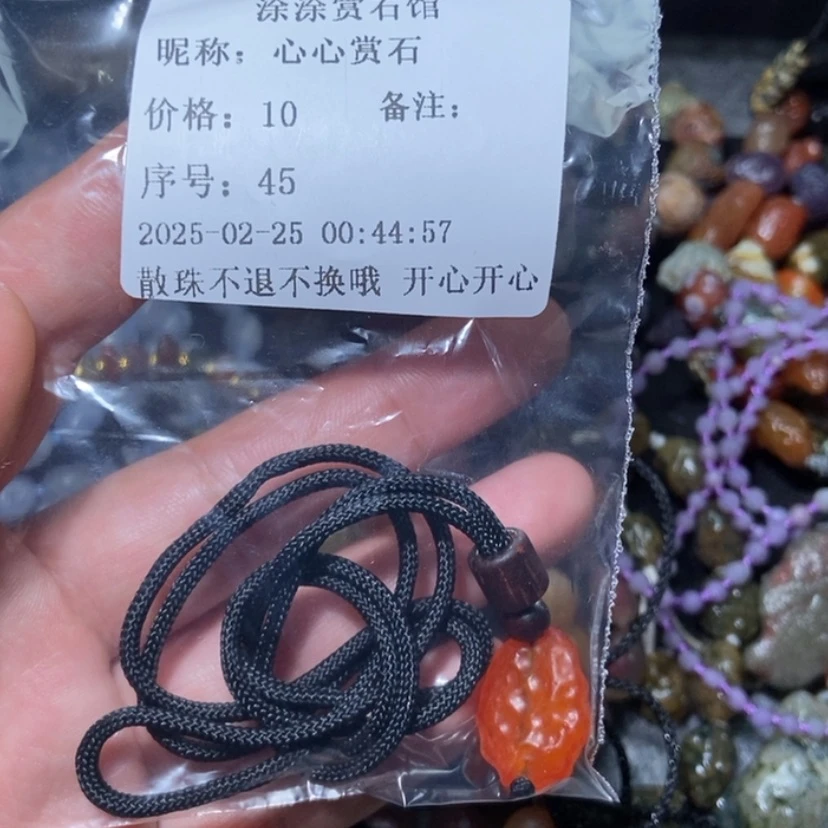 涂涂赏石馆
昵称：心心赏石
价格：10 备注：
序号：45
2025-02-25 00:44:57
散珠不退不换哦 开心开心